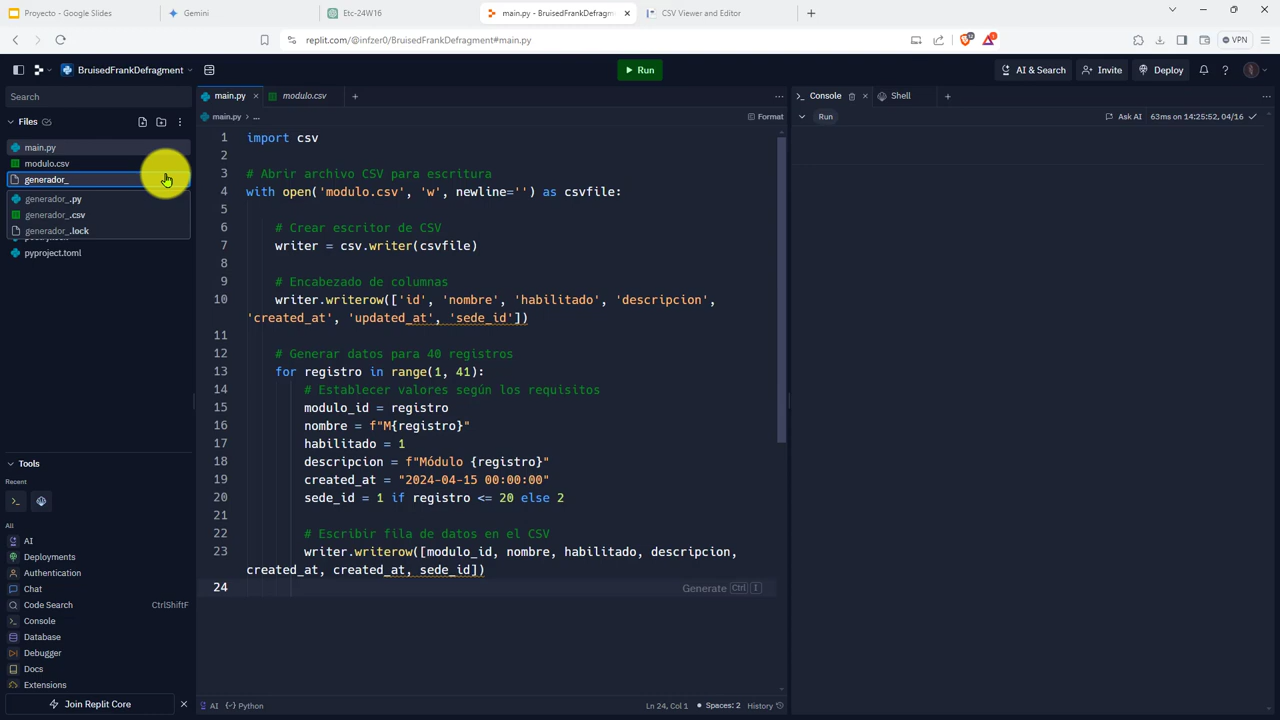 Proyecto - Google Slides
Gemini
Etc-24W16
main.py - BruisedFrankDefragm
CSV Viewer and Editor
replit.com/@infzer0/BruisedFrankDefragment#main.py
VPN
BruisedFrankDefragment
Run
AI & Search
Invite
Deploy
Search
main.py
modulo.csv
Console
Shell
Files
main.py
...
Format
Run
Ask AI
63ms on 14:25:52, 04/16
main.py
modulo.csv
generador_
generador_.py
generador_.csv
generador_.lock
pyproject.toml
1 import csv
2
3 # Abrir archivo CSV para escritura
4 with open('modulo.csv', 'w', newline='') as csvfile:
5
6 # Crear escritor de CSV
7 writer = csv.writer(csvfile)
8
9 # Encabezado de columnas
10 writer.writerow(['id', 'nombre', 'habilitado', 'descripcion',
'created_at', 'updated_at', 'sede_id'])
11
12 # Generar datos para 40 registros
13 for registro in range(1, 41):
14 # Establecer valores según los requisitos
15 modulo_id = registro
16 nombre = f"M{registro}"
17 habilitado = 1
18 descripcion = f"Módulo {registro}"
19 created_at = "2024-04-15 00:00:00"
20 sede_id = 1 if registro <= 20 else 2
21
22 # Escribir fila de datos en el CSV
23 writer.writerow([modulo_id, nombre, habilitado, descripcion,
created_at, created_at, sede_id])
24
Generate Ctrl I
Tools
Recent
All
AI
Deployments
Authentication
Chat
Code Search CtrlShiftF
Console
Database
Debugger
Docs
Extensions
Join Replit Core
AI
Python
Ln 24, Col 1
Spaces: 2
History